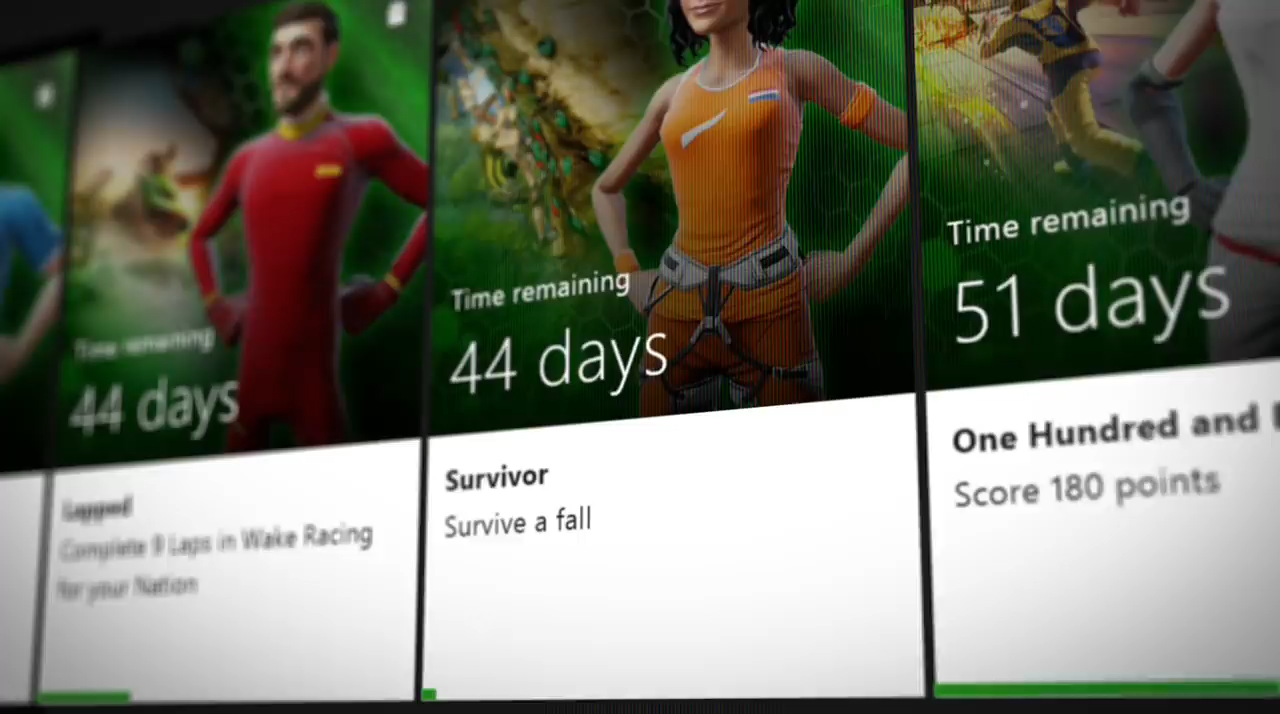 Time remaining
44 days
Lapped
Complete 9 Laps in Wake Racing
for your Nation
Time remaining
44 days
Survivor
Survive a fall
Time remaining
51 days
One Hundred and
Score 180 points